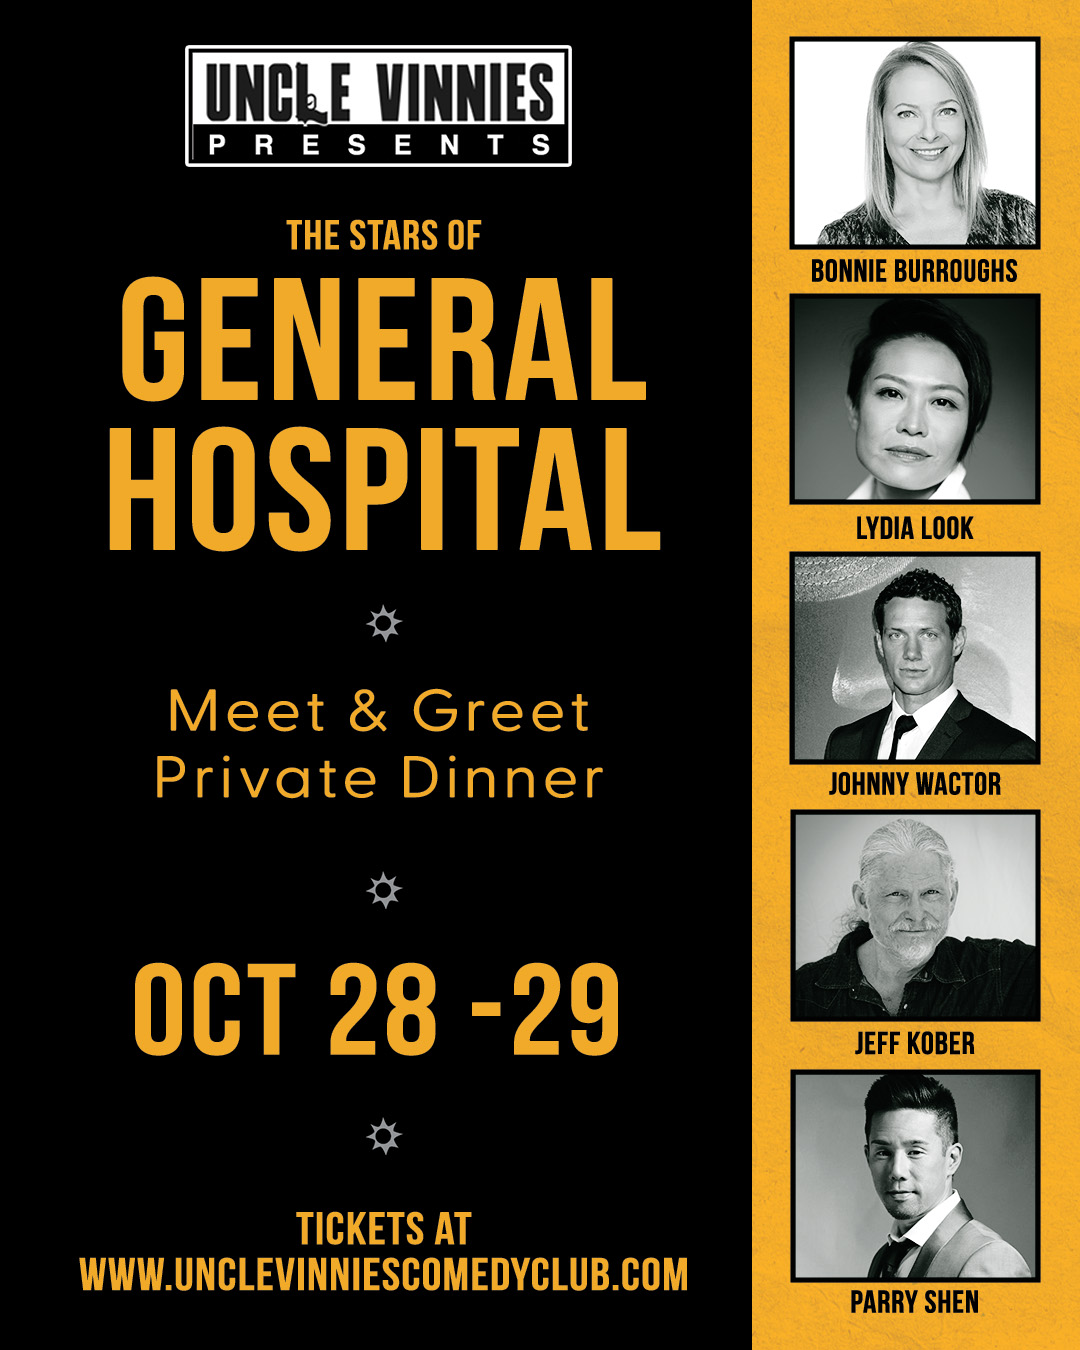 UNCLE VINNIES
PRESENTS
THE STARS OF
GENERAL
HOSPITAL
Meet & Greet
Private Dinner
OCT 28 -29
TICKETS AT
WWW.UNCLEVINNIESCOMEDYCLUB.COM
BONNIE BURROUGHS
LYDIA LOOK
JOHNNY WACTOR
JEFF KOBER
PARRY SHEN